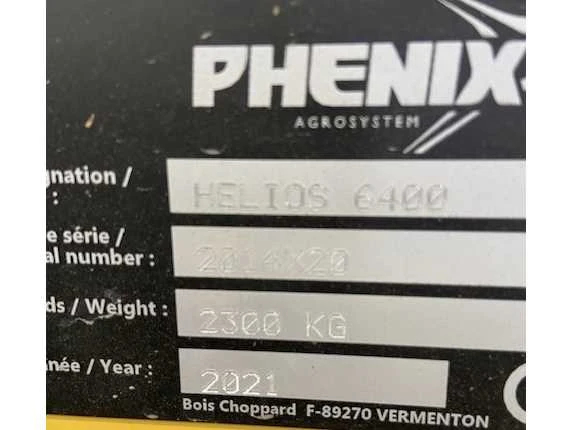 PHENIX
AGROSYSTEM
gnation /
: HELIOS 6400
e série /
al number : 2014X20
ds / Weight : 2300 KG
née / Year : 2021
Bois Choppard F-89270 VERMENTON